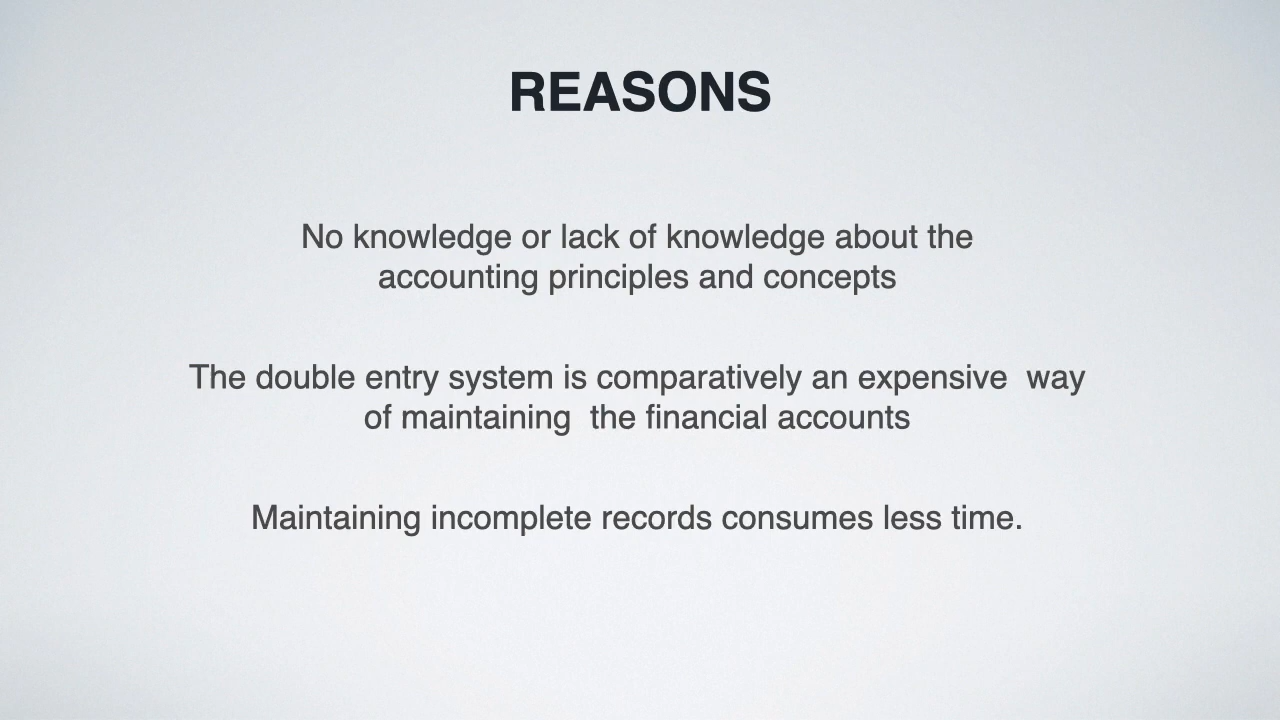 REASONS
No knowledge or lack of knowledge about the
accounting principles and concepts
The double entry system is comparatively an expensive  way
of maintaining  the financial accounts
Maintaining incomplete records consumes less time.